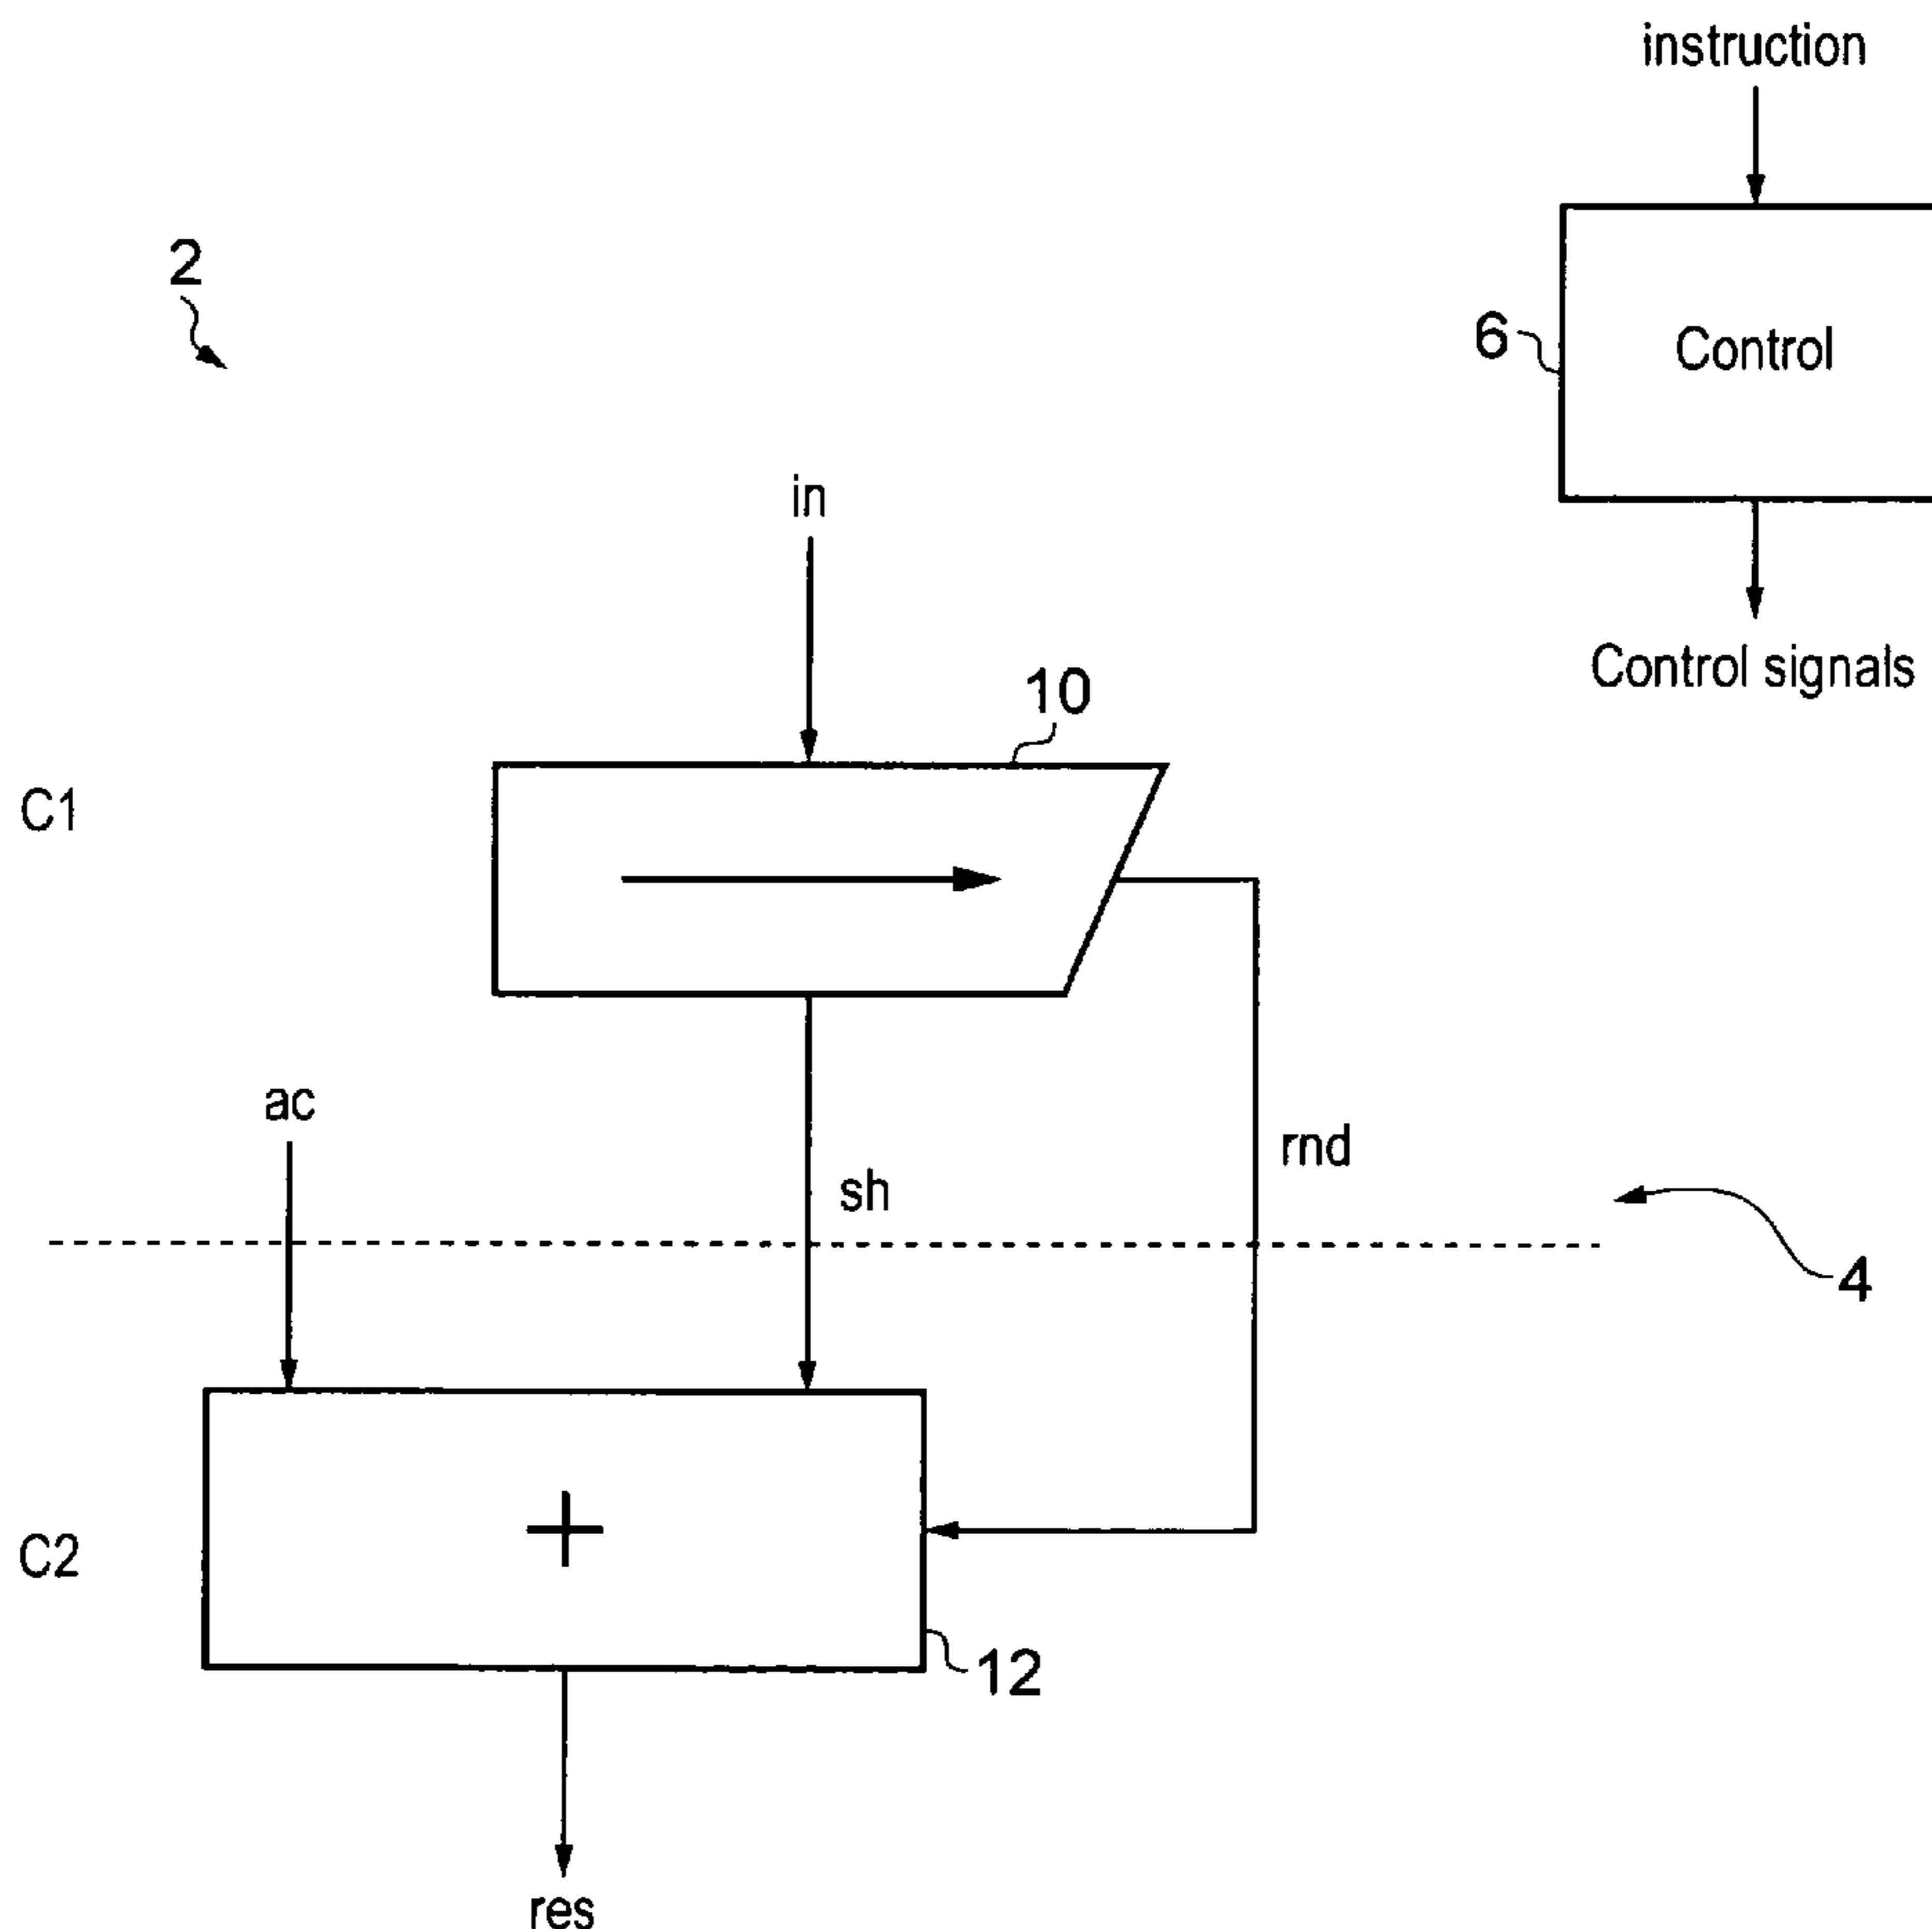 instruction
2
6
Control
in
Control signals
10
C1
ac
rnd
sh
4
+
C2
12
res